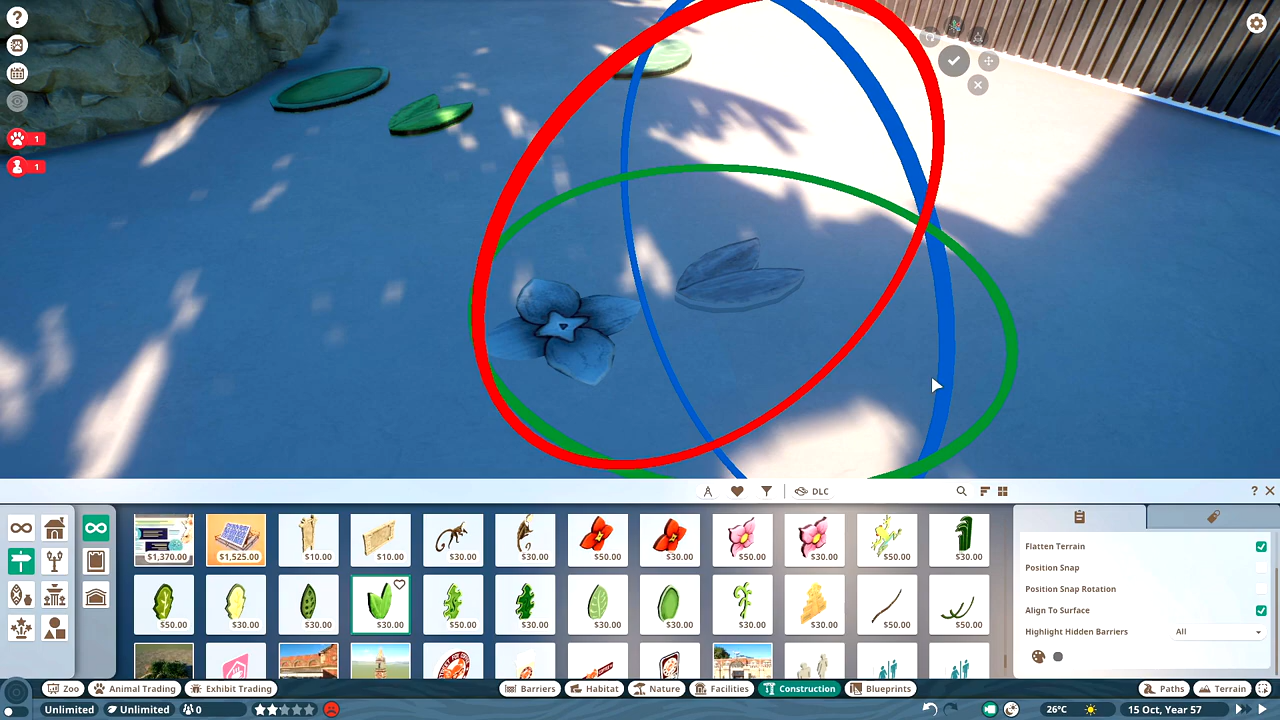 ?
1
1
DLC
? ×
$1,370.00 $1,525.00 $10.00 $10.00 $30.00 $30.00 $50.00 $30.00 $50.00 $30.00 $50.00 $30.00
$50.00 $30.00 $30.00 $30.00 $50.00 $30.00 $50.00 $30.00 $30.00 $30.00 $50.00 $50.00
Flatten Terrain
Position Snap
Position Snap Rotation
Align To Surface
Highlight Hidden Barriers All
Zoo Animal Trading Exhibit Trading Barriers Habitat Nature Facilities Construction Blueprints Paths Terrain
Unlimited Unlimited 0 26°C 15 Oct, Year 57